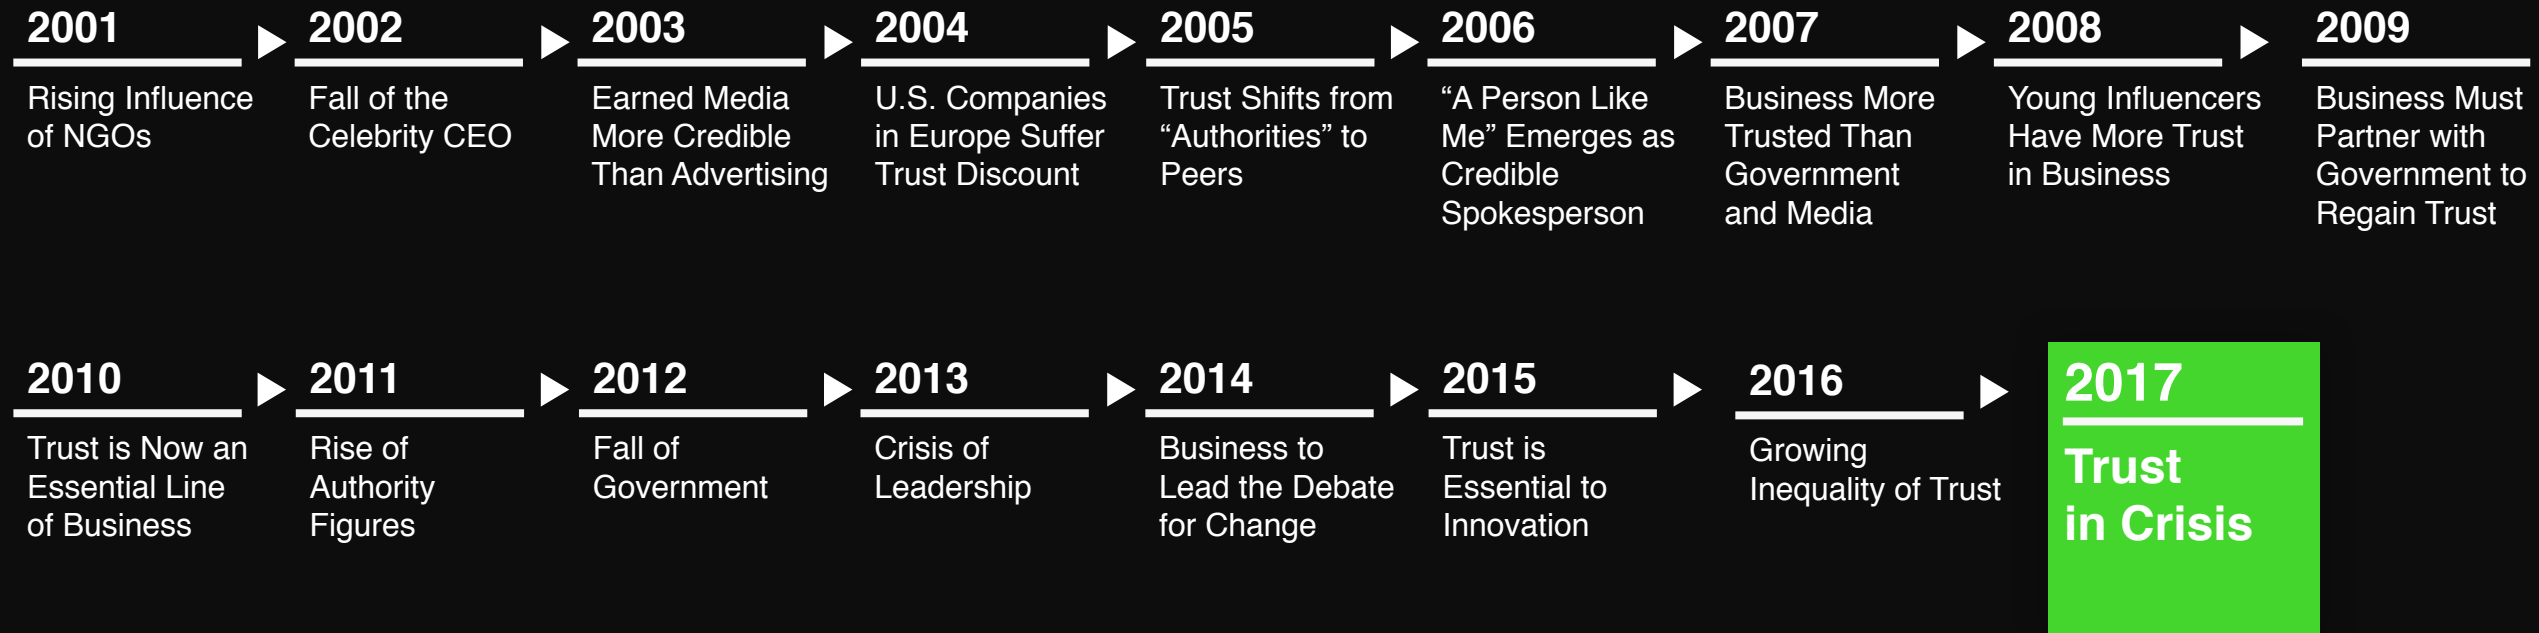 2001
Rising Influence
of NGOs
2002
Fall of the
Celebrity CEO
2003
Earned Media
More Credible
Than Advertising
2004
U.S. Companies
in Europe Suffer
Trust Discount
2005
Trust Shifts from
“Authorities” to
Peers
2006
“A Person Like
Me” Emerges as
Credible
Spokesperson
2007
Business More
Trusted Than
Government
and Media
2008
Young Influencers
Have More Trust
in Business
2009
Business Must
Partner with
Government to
Regain Trust
2010
Trust is Now an
Essential Line
of Business
2011
Rise of
Authority
Figures
2012
Fall of
Government
2013
Crisis of
Leadership
2014
Business to
Lead the Debate
for Change
2015
Trust is
Essential to
Innovation
2016
Growing
Inequality of Trust
2017
Trust
in Crisis